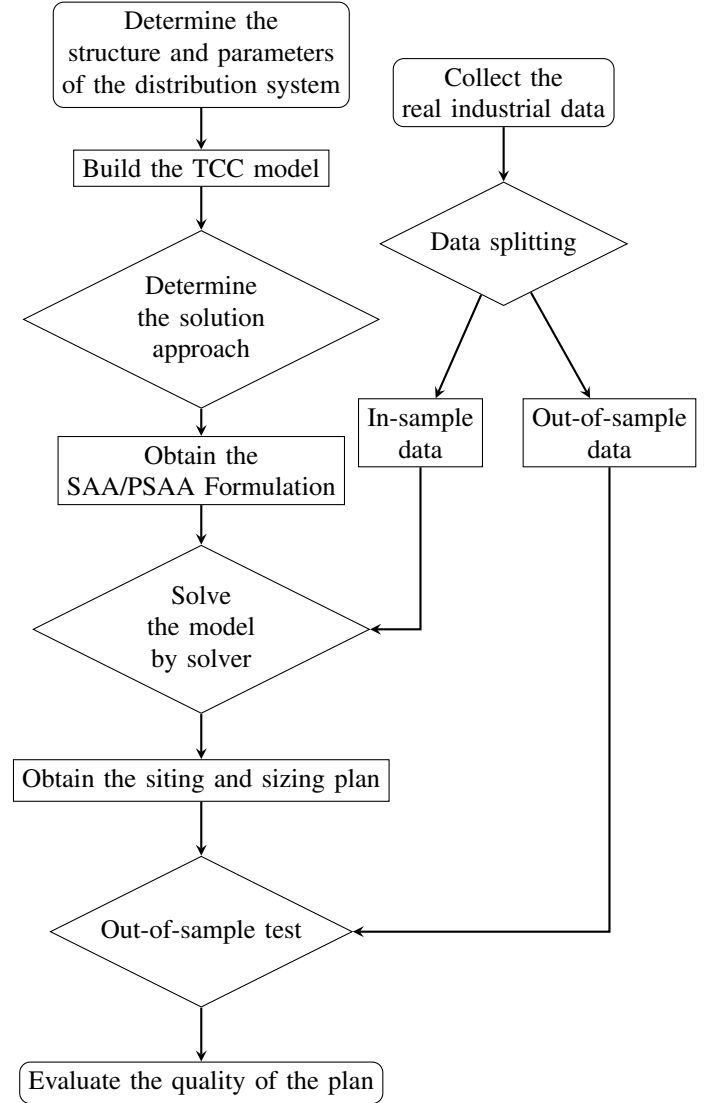 Determine the
structure and parameters
of the distribution system
Collect the
real industrial data
Build the TCC model
Data splitting
Determine
the solution
approach
In-sample
data
Out-of-sample
data
Obtain the
SAA/PSAA Formulation
Solve
the model
by solver
Obtain the siting and sizing plan
Out-of-sample test
Evaluate the quality of the plan